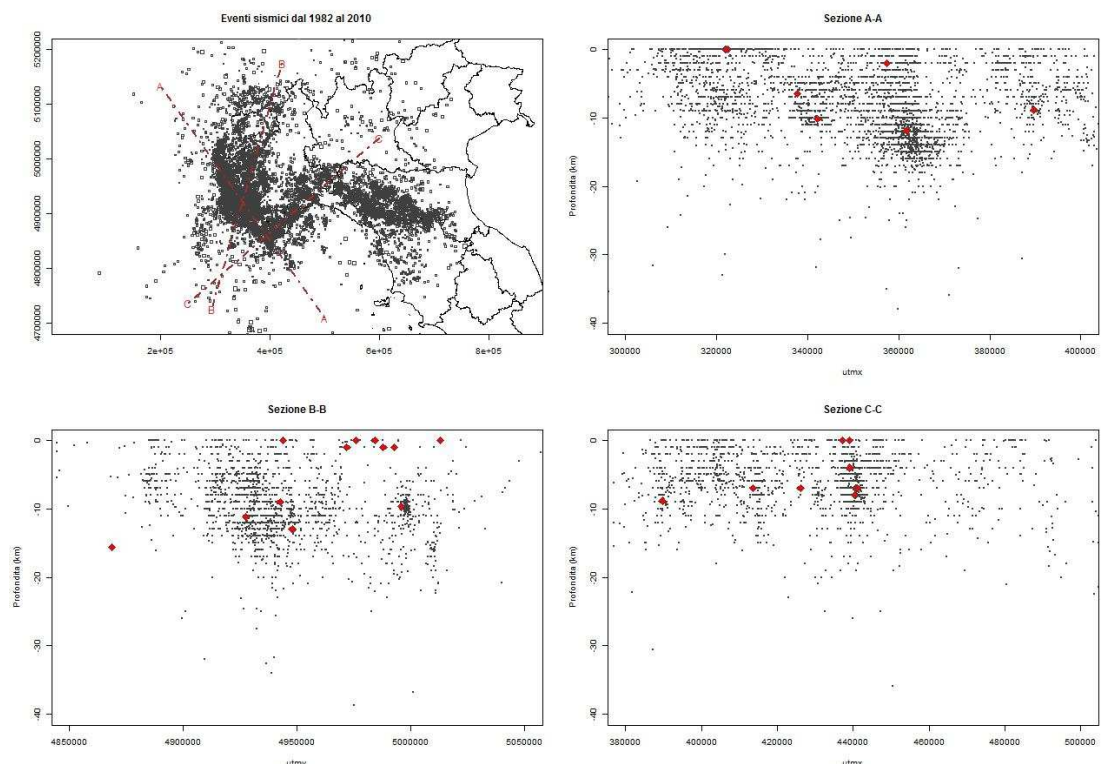 Eventi sismici dal 1982 al 2010
5200000
5100000
5000000
4900000
4800000
4700000
A
B
C
C
B
A
2e+05 4e+05 6e+05 8e+05
Sezione A-A
Profondita (km)
0
-10
-20
-30
-40
300000 320000 340000 360000 380000 400000
utmx
Sezione B-B
Profondita (km)
0
-10
-20
-30
-40
4850000 4900000 4950000 5000000 5050000
utmy
Sezione C-C
Profondita (km)
0
-10
-20
-30
-40
380000 400000 420000 440000 460000 480000 500000
utmx